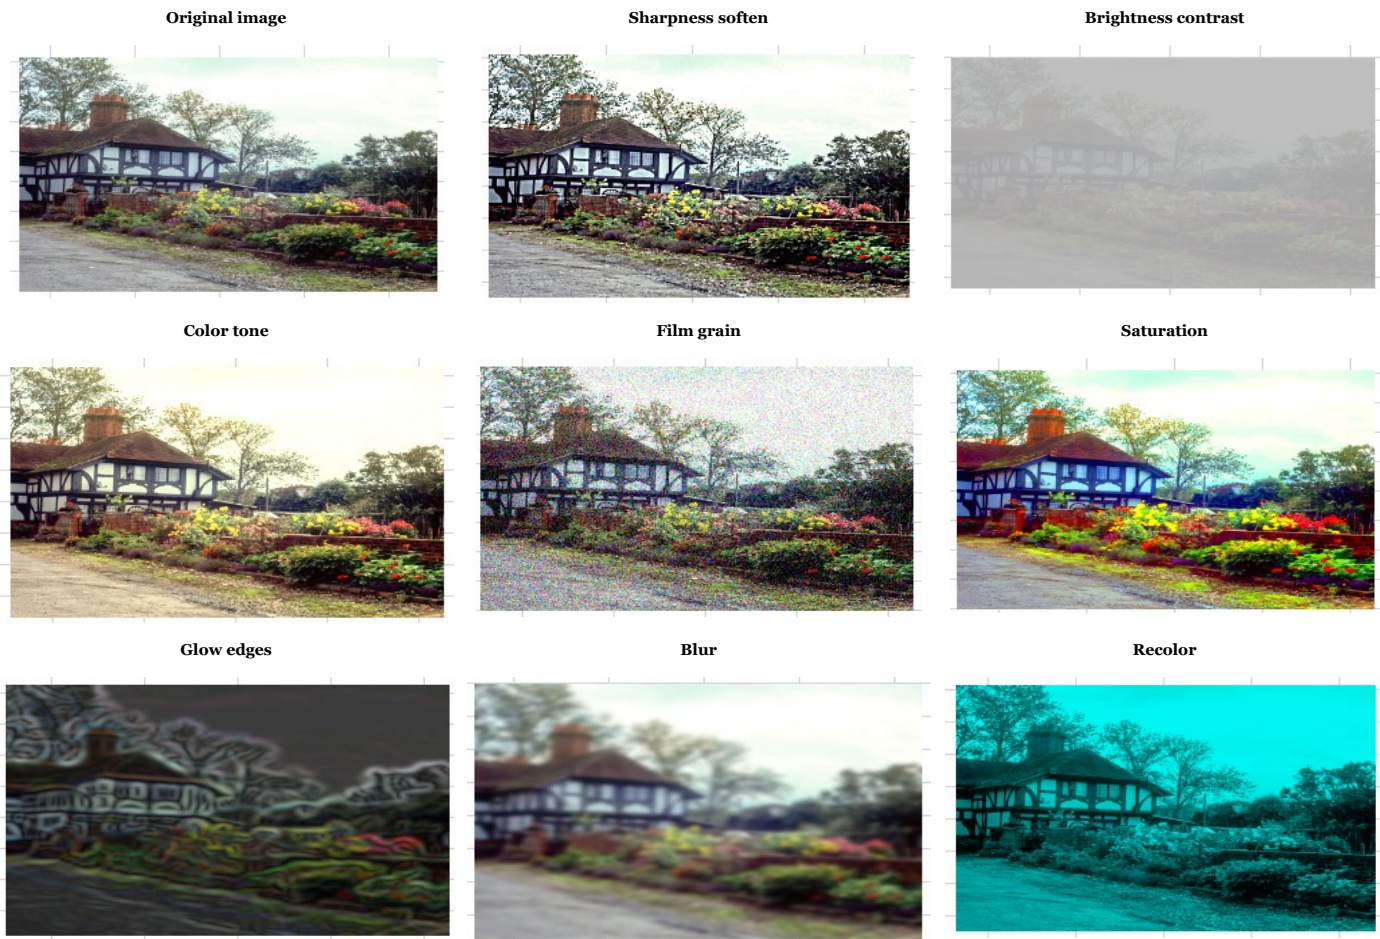 Original image
Sharpness soften
Brightness contrast
Color tone
Film grain
Saturation
Glow edges
Blur
Recolor